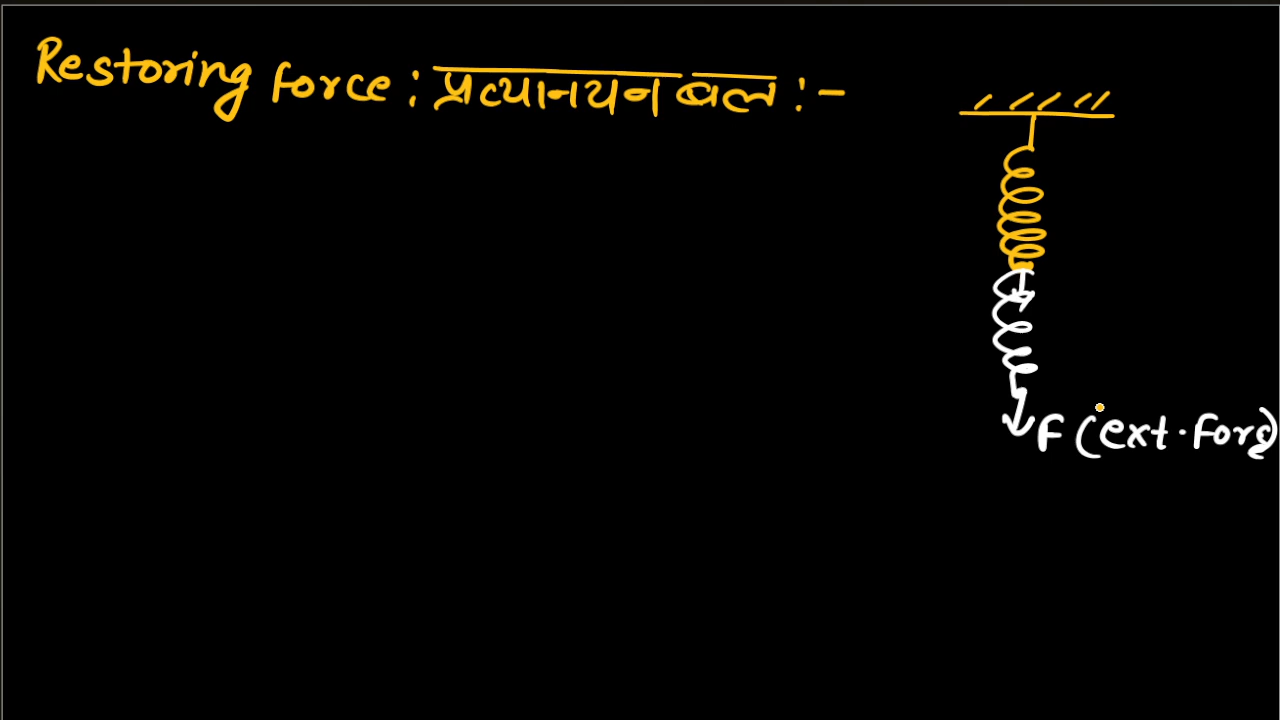 Restoring force : प्रत्यानयन बल :-
F (ext. Force)